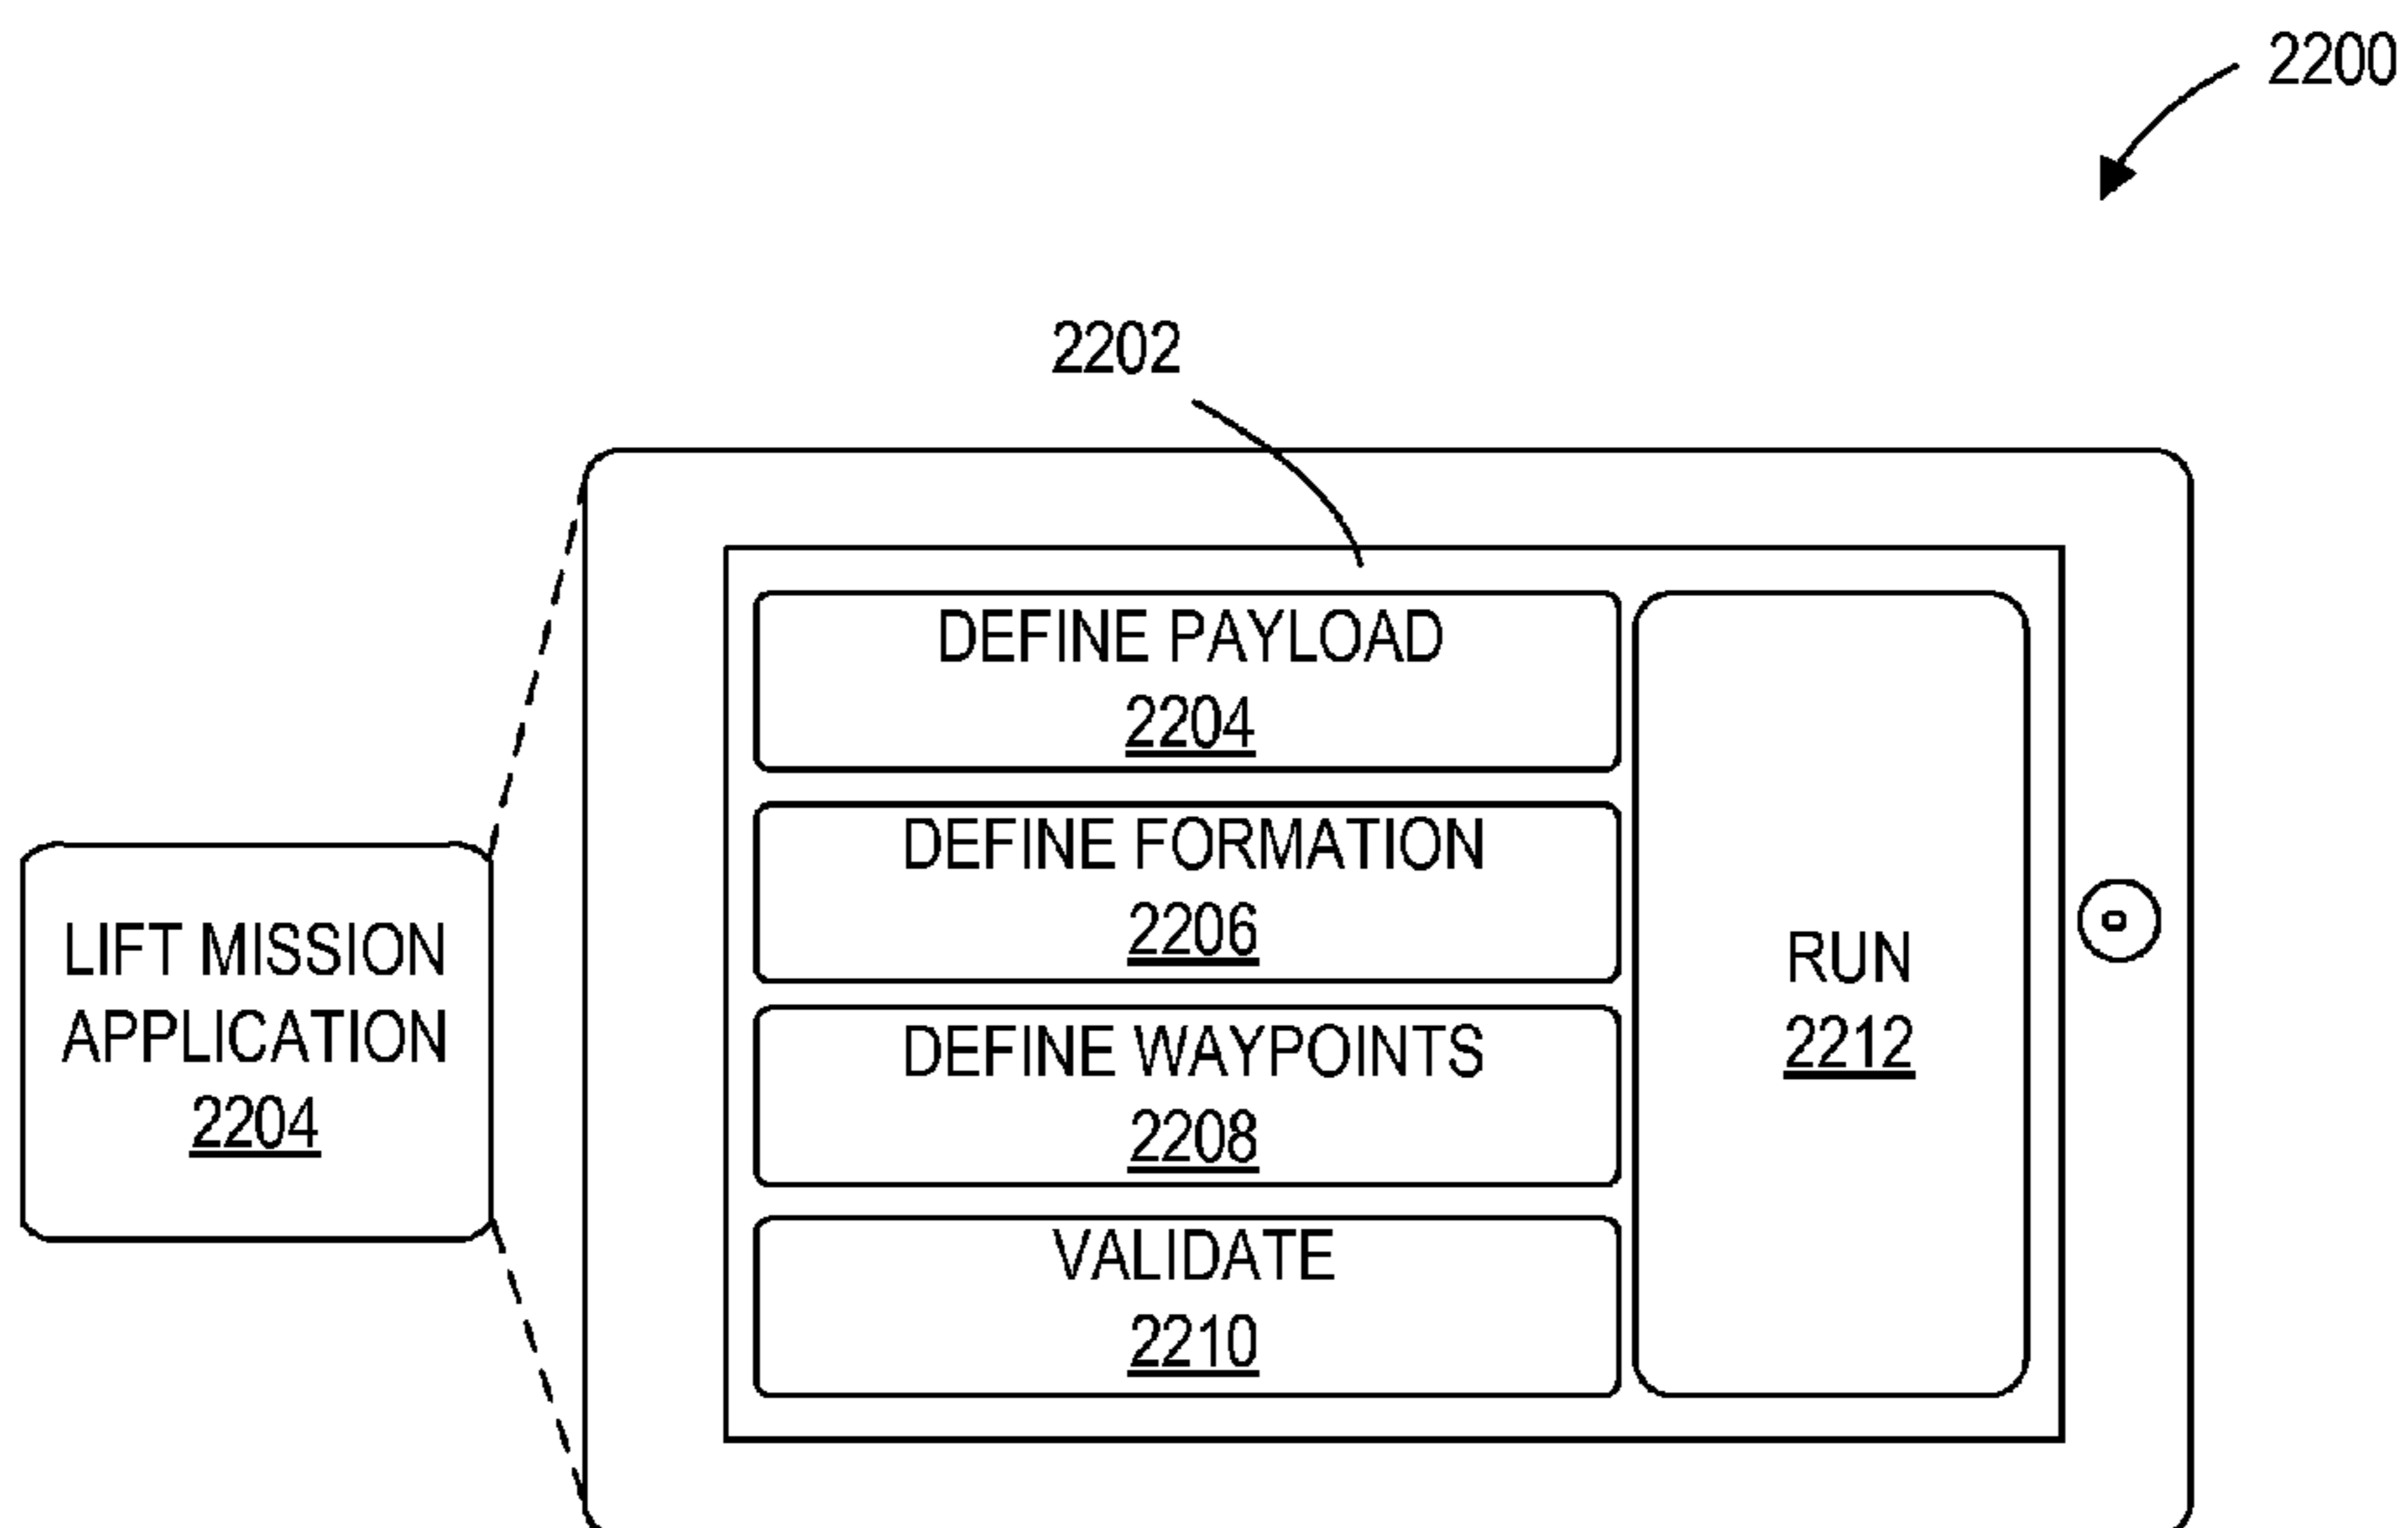 2200
2202
DEFINE PAYLOAD
2204
DEFINE FORMATION
2206
DEFINE WAYPOINTS
2208
VALIDATE
2210
RUN
2212
LIFT MISSION
APPLICATION
2204